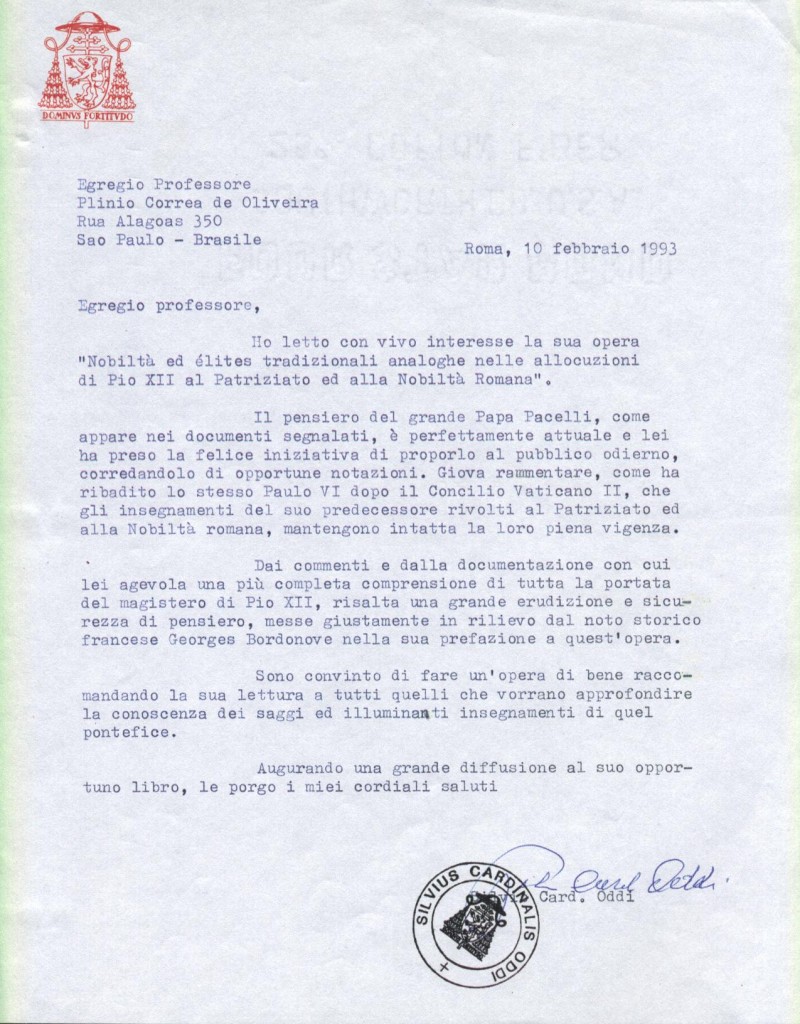 DOMINVS FORTITVDO
Egregio Professore
Plinio Correa de Oliveira
Rua Alagoas 350
Sao Paulo - Brasile
Roma, 10 febbraio 1993
Egregio professore,
Ho letto con vivo interesse la sua opera
"Nobiltà ed élites tradizionali analoghe nelle allocuzioni
di Pio XII al Patriziato ed alla Nobiltà Romana".
Il pensiero del grande Papa Pacelli, come
appare nei documenti segnalati, è perfettamente attuale e lei
ha preso la felice iniziativa di proporlo al pubblico odierno,
corredandolo di opportune notazioni. Giova rammentare, come ha
ribadito lo stesso Paulo VI dopo il Concilio Vaticano II, che
gli insegnamenti del suo predecessore rivolti al Patriziato ed
alla Nobiltà romana, mantengono intatta la loro piena vigenza.
Dai commenti e dalla documentazione con cui
lei agevola una più completa comprensione di tutta la portata
del magistero di Pio XII, risalta una grande erudizione e sicu-
rezza di pensiero, messe giustamente in rilievo dal noto storico
francese Georges Bordonove nella sua prefazione a quest'opera.
Sono convinto di fare un'opera di bene racco-
mandando la sua lettura a tutti quelli che vorrano approfondire
la conoscenza dei saggi ed illuminanti insegnamenti di quel
pontefice.
Augurando una grande diffusione al suo oppor-
tuno libro, le porgo i miei cordiali saluti
Silvio Card. Oddi
SILVIUS CARDINALIS ODDI